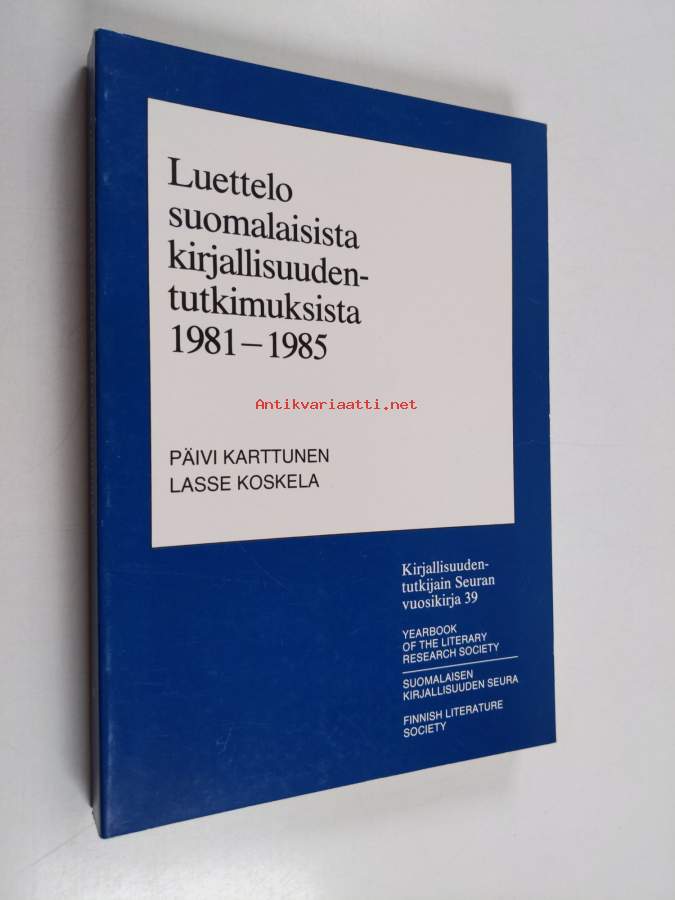 Luettelo
suomalaisista
kirjallisuuden-
tutkimuksista
1981–1985
Antikvariaatti.net
PÄIVI KARTTUNEN
LASSE KOSKELA
Kirjallisuuden-
tutkijain Seuran
vuosikirja 39
YEARBOOK
OF THE LITERARY
RESEARCH SOCIETY
SUOMALAISEN
KIRJALLISUUDEN SEURA
FINNISH LITERATURE
SOCIETY